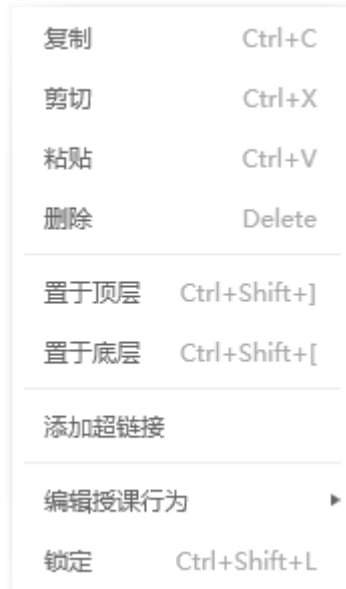 复制 Ctrl+C
剪切 Ctrl+X
粘贴 Ctrl+V
删除 Delete
置于顶层 Ctrl+Shift+]
置于底层 Ctrl+Shift+[
添加超链接
编辑授课行为
锁定 Ctrl+Shift+L